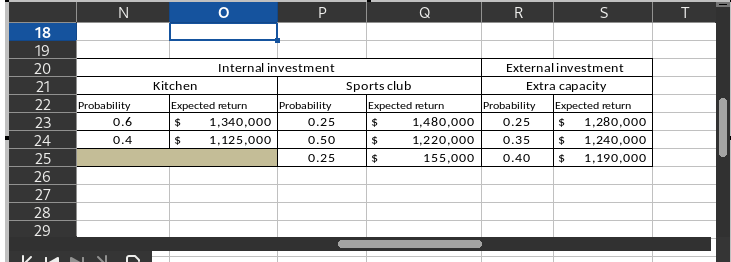 N O P Q R S T
18
19
20 Internal investment External investment
21 Kitchen Sports club Extra capacity
22 Probability Expected return Probability Expected return Probability Expected return
23 0.6 $ 1,340,000 0.25 $ 1,480,000 0.25 $ 1,280,000
24 0.4 $ 1,125,000 0.50 $ 1,220,000 0.35 $ 1,240,000
25 0.25 $ 155,000 0.40 $ 1,190,000
26
27
28
29